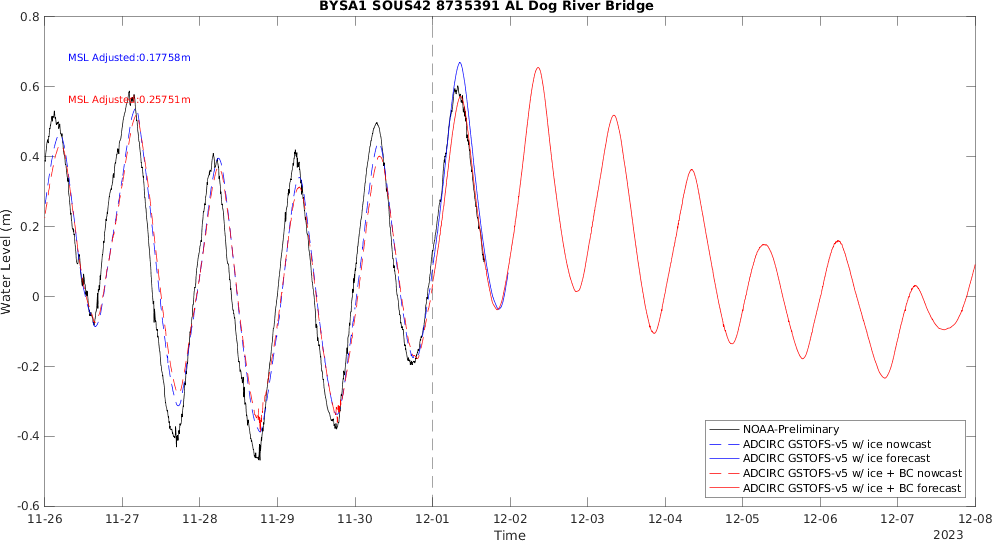 BYSA1 SOUS42 8735391 AL Dog River Bridge
MSL Adjusted:0.17758m
MSL Adjusted:0.25751m
Water Level (m)
0.8
0.6
0.4
0.2
0
-0.2
-0.4
-0.6
NOAA-Preliminary
ADCIRC GSTOFS-v5 w/ ice nowcast
ADCIRC GSTOFS-v5 w/ ice forecast
ADCIRC GSTOFS-v5 w/ ice + BC nowcast
ADCIRC GSTOFS-v5 w/ ice + BC forecast
11-26 11-27 11-28 11-29 11-30 12-01 12-02 12-03 12-04 12-05 12-06 12-07 12-08
Time
2023